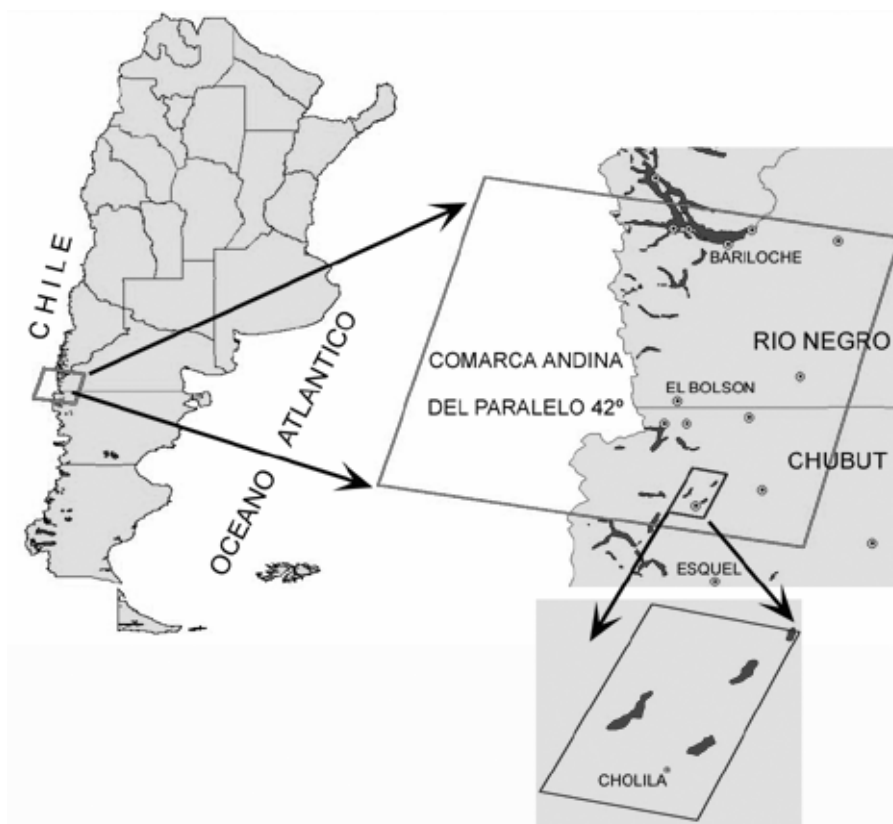 CHILE
OCEANO ATLANTICO
COMARCA ANDINA
DEL PARALELO 42º
BARILOCHE
RIO NEGRO
EL BOLSON
CHUBUT
ESQUEL
CHOLILA